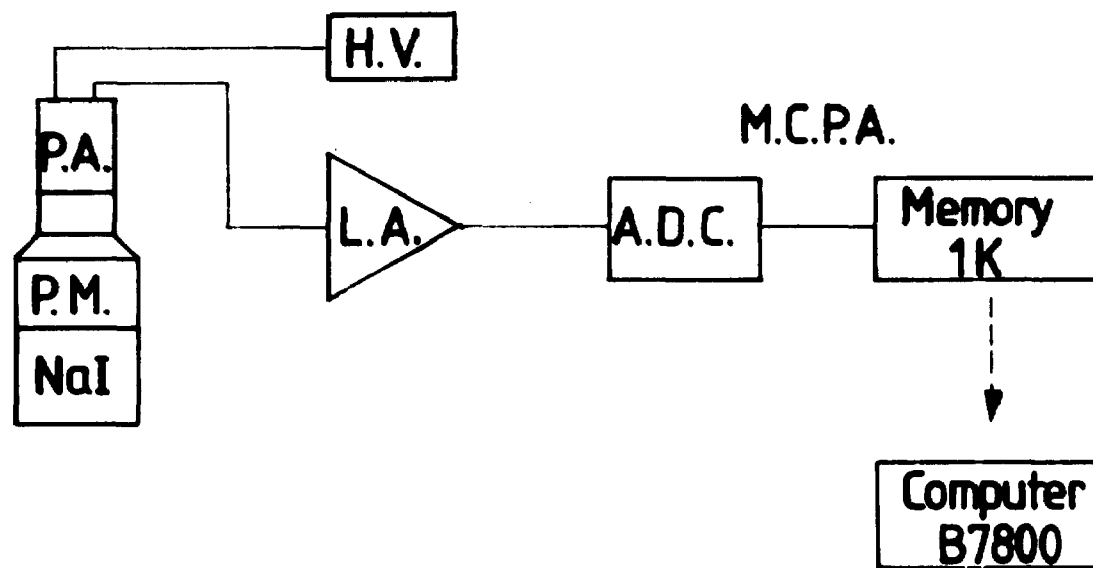 H.V.
P.A.
M.C.P.A.
L.A.
A.D.C.
Memory
1K
P.M.
NaI
Computer
B7800